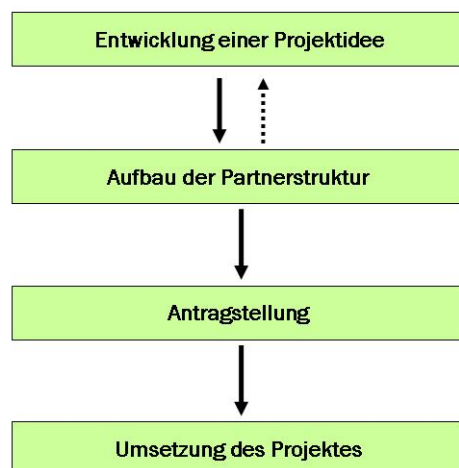 Entwicklung einer Projektidee
Aufbau der Partnerstruktur
Antragstellung
Umsetzung des Projektes